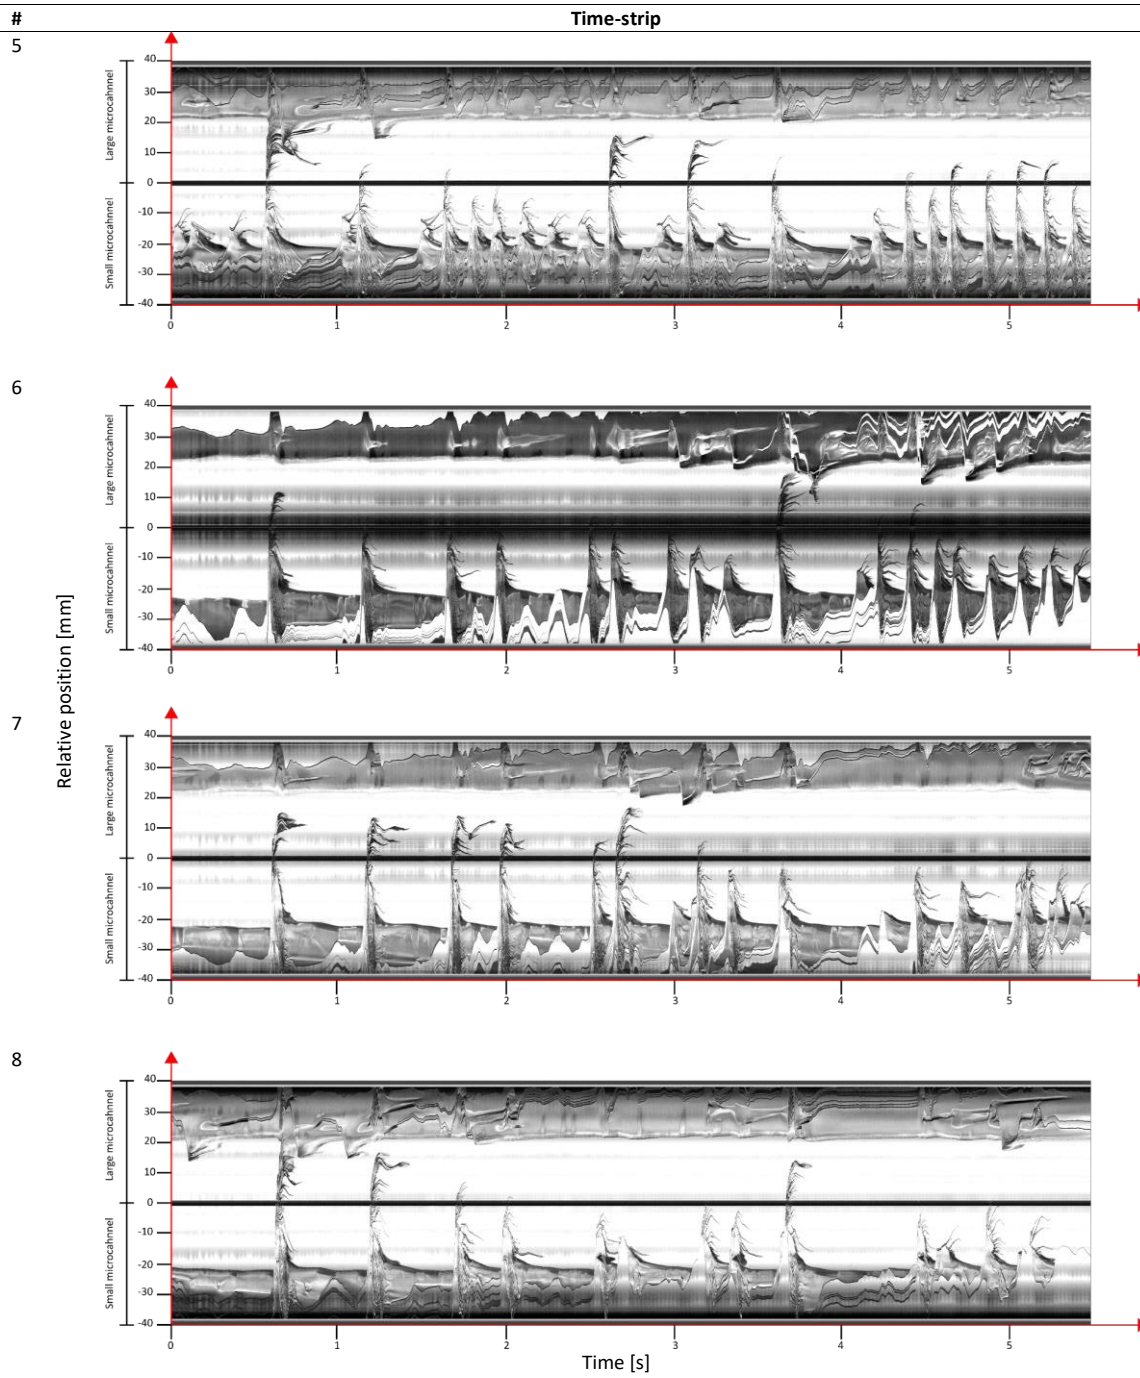 # Time-strip
5
40
30
20
10
0
-10
-20
-30
-40
Large microcahnnel
Small microcahnnel
0 1 2 3 4 5
6
40
30
20
10
0
-10
-20
-30
-40
Large microcahnnel
Small microcahnnel
0 1 2 3 4 5
Relative position [mm]
7
40
30
20
10
0
-10
-20
-30
-40
Large microcahnnel
Small microcahnnel
0 1 2 3 4 5
8
40
30
20
10
0
-10
-20
-30
-40
Large microcahnnel
Small microcahnnel
0 1 2 3 4 5
Time [s]